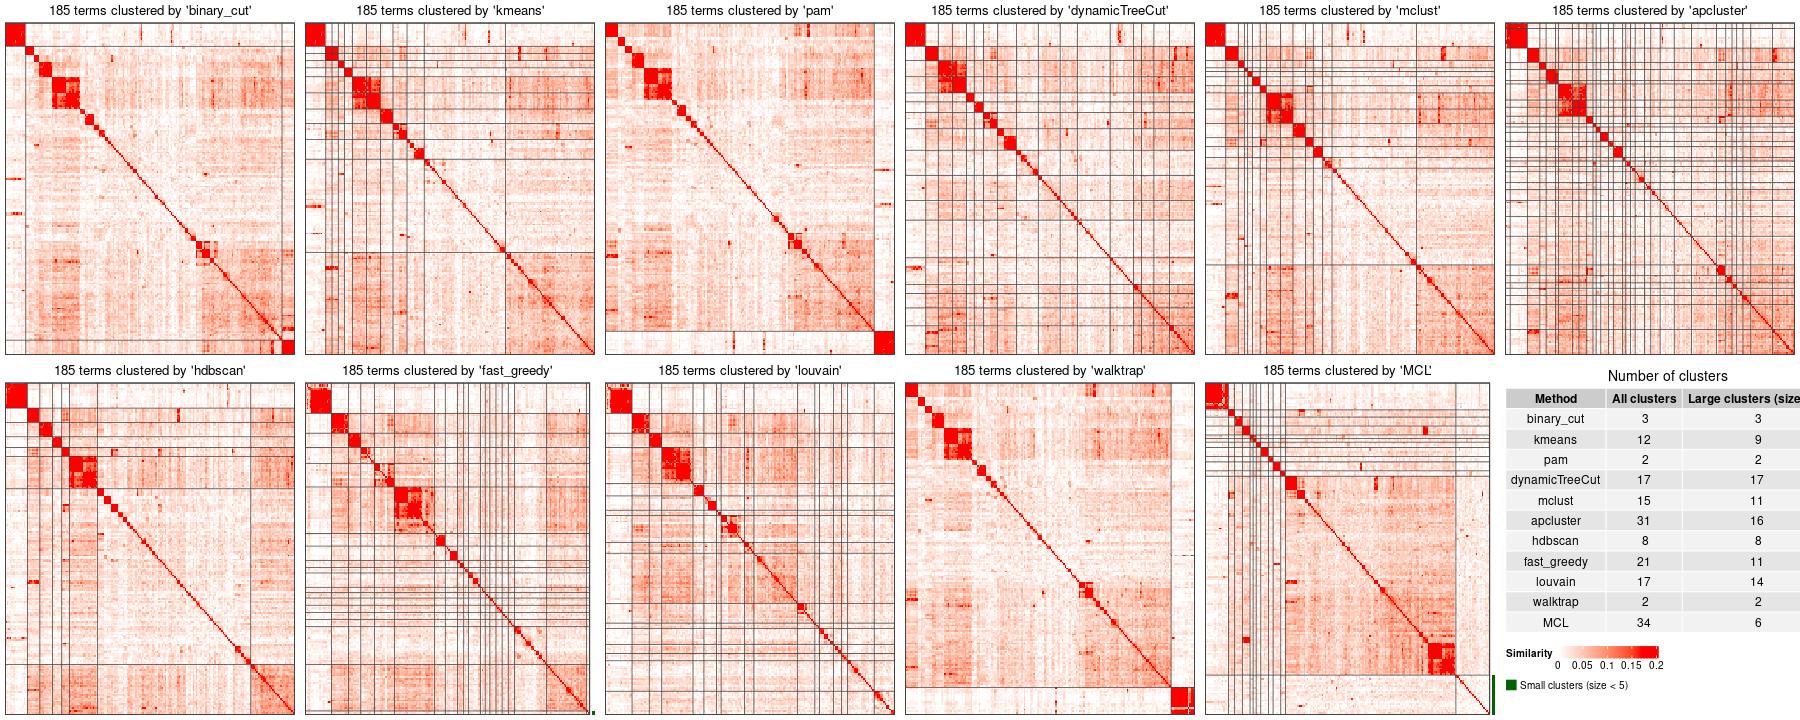 185 terms clustered by 'binary_cut'
185 terms clustered by 'kmeans'
185 terms clustered by 'pam'
185 terms clustered by 'dynamicTreeCut'
185 terms clustered by 'mclust'
185 terms clustered by 'apcluster'
185 terms clustered by 'hdbscan'
185 terms clustered by 'fast_greedy'
185 terms clustered by 'louvain'
185 terms clustered by 'walktrap'
185 terms clustered by 'MCL'
Number of clusters
Method All clusters Large clusters (size
binary_cut 3 3
kmeans 12 9
pam 2 2
dynamicTreeCut 17 17
mclust 15 11
apcluster 31 16
hdbscan 8 8
fast_greedy 21 11
louvain 17 14
walktrap 2 2
MCL 34 6
Similarity
0 0.05 0.1 0.15 0.2
Small clusters (size < 5)